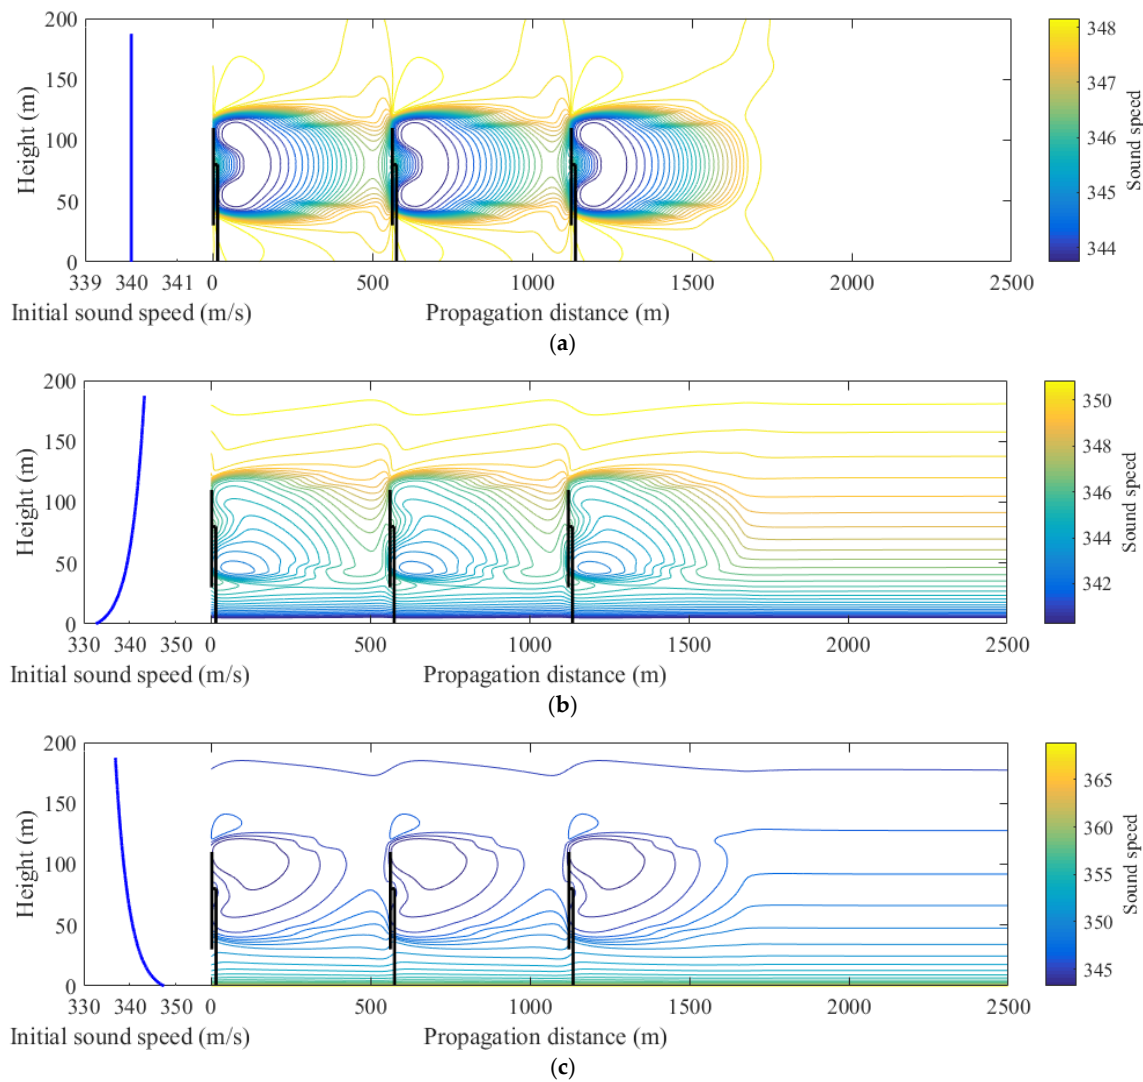 200
150
100
50
0
Height (m)
339 340 341 0 500 1000 1500 2000 2500
Initial sound speed (m/s) Propagation distance (m)
348
347
346
345
344
Sound speed
(a)
200
150
100
50
0
Height (m)
330 340 350 0 500 1000 1500 2000 2500
Initial sound speed (m/s) Propagation distance (m)
350
348
346
344
342
Sound speed
(b)
200
150
100
50
0
Height (m)
330 340 350 0 500 1000 1500 2000 2500
Initial sound speed (m/s) Propagation distance (m)
365
360
355
350
345
Sound speed
(c)